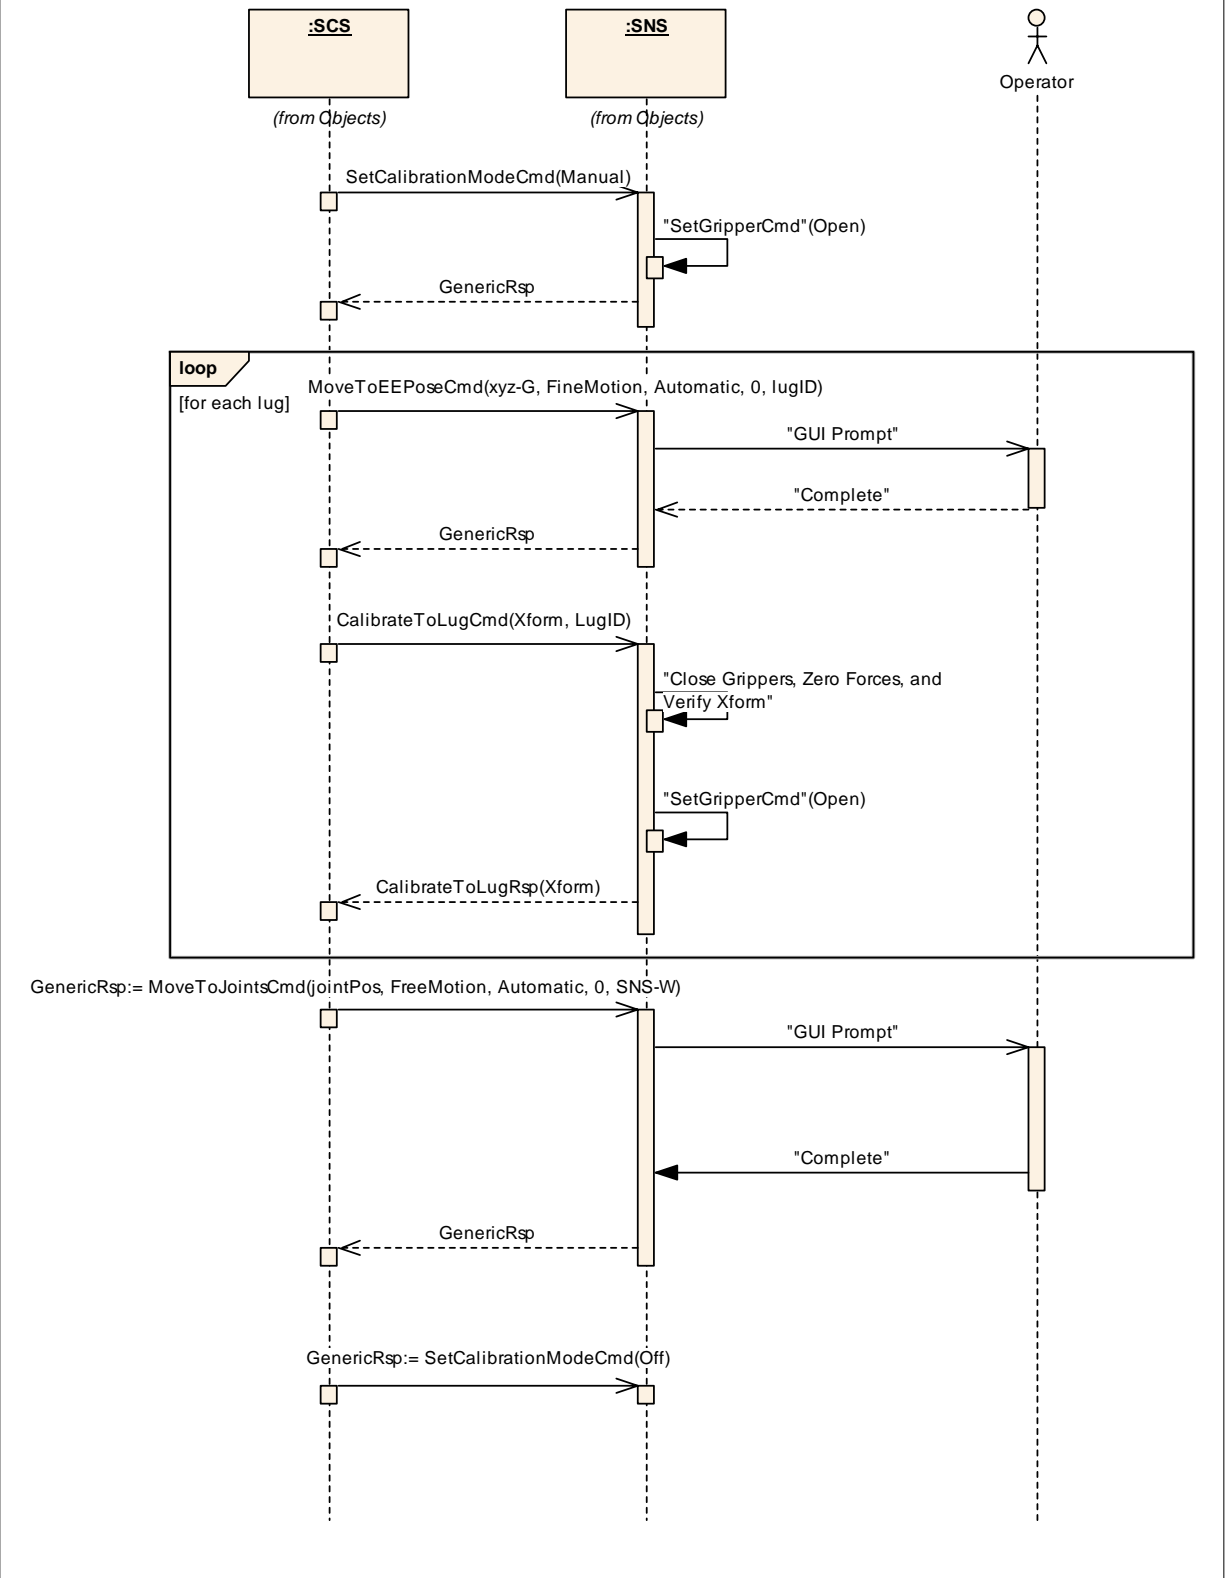 :SCS
:SNS
Operator
(from Objects)
(from Objects)
SetCalibrationModeCmd(Manual)
"SetGripperCmd"(Open)
GenericRsp
loop
MoveToEEPoseCmd(xyz-G, FineMotion, Automatic, 0, lugID)
[for each lug]
"GUI Prompt"
"Complete"
GenericRsp
CalibrateToLugCmd(Xform, LugID)
"Close Grippers, Zero Forces, and
Verify Xform"
"SetGripperCmd"(Open)
CalibrateToLugRsp(Xform)
GenericRsp:= MoveToJointsCmd(jointPos, FreeMotion, Automatic, 0, SNS-W)
"GUI Prompt"
"Complete"
GenericRsp
GenericRsp:= SetCalibrationModeCmd(Off)